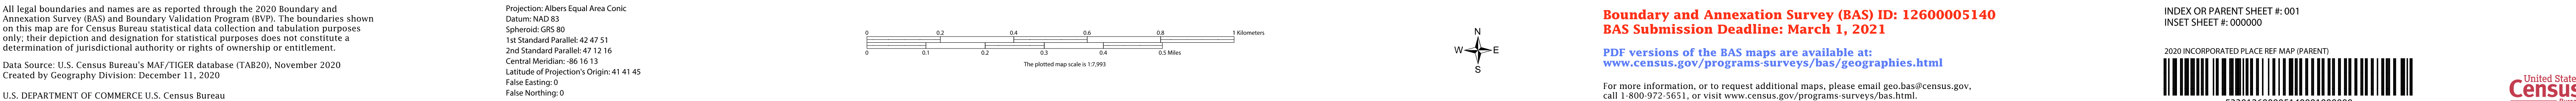 All legal boundaries and names are as reported through the 2020 Boundary and
Annexation Survey (BAS) and Boundary Validation Program (BVP). The boundaries shown
on this map are for Census Bureau statistical data collection and tabulation purposes
only; their depiction and designation for statistical purposes does not constitute a
determination of jurisdictional authority or rights of ownership or entitlement.
Data Source: U.S. Census Bureau's MAF/TIGER database (TAB20), November 2020
Created by Geography Division: December 11, 2020
U.S. DEPARTMENT OF COMMERCE U.S. Census Bureau
Projection: Albers Equal Area Conic
Datum: NAD 83
Spheroid: GRS 80
1st Standard Parallel: 42 47 51
2nd Standard Parallel: 47 12 16
Central Meridian: -86 16 13
Latitude of Projection's Origin: 41 41 45
False Easting: 0
False Northing: 0
0 0.2 0.4 0.6 0.8 1 Kilometers
0 0.1 0.2 0.3 0.4 0.5 Miles
The plotted map scale is 1:7,993
N
W E
S
Boundary and Annexation Survey (BAS) ID: 12600005140
BAS Submission Deadline: March 1, 2021
PDF versions of the BAS maps are available at:
www.census.gov/programs-surveys/bas/geographies.html
For more information, or to request additional maps, please email geo.bas@census.gov,
call 1-800-972-5651, or visit www.census.gov/programs-surveys/bas.html.
INDEX OR PARENT SHEET #: 001
INSET SHEET #: 000000
2020 INCORPORATED PLACE REF MAP (PARENT)
United State
Census